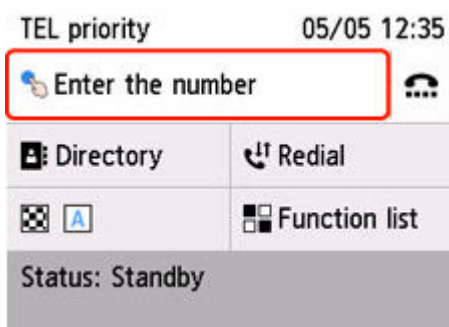 TEL priority 05/05 12:35
Enter the number
Directory Redial
A Function list
Status: Standby